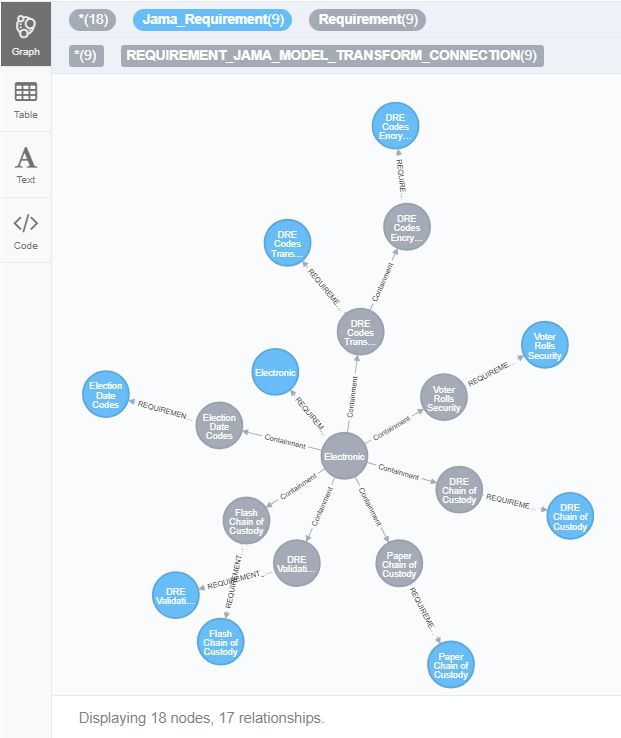 Graph
Table
Text
Code
*(18) Jama_Requirement(9) Requirement(9)
*(9) REQUIREMENT_JAMA_MODEL_TRANSFORM_CONNECTION(9)
DRE
Codes
Encry…
REQUIRE…
DRE
Codes
Encry…
DRE
Codes
Trans…
REQUIREME…
Containment
DRE
Codes
Trans…
Voter
Rolls
Security
Electronic
REQUIREME…
Containment
Election
Date
Codes
REQUIREMEN…
Voter
Rolls
Security
REQUIREM…
Election
Date
Codes
Containment
Containment
Electronic
Containment
DRE
Chain of
Custody
REQUIREME…
DRE
Chain of
Custody
Containment
Containment
Containment
Flash
Chain of
Custody
DRE
Validati…
Paper
Chain of
Custody
REQUIREMENT_…
REQUIREMENT…
REQUIREME…
DRE
Validati…
Flash
Chain of
Custody
Paper
Chain of
Custody
Displaying 18 nodes, 17 relationships.